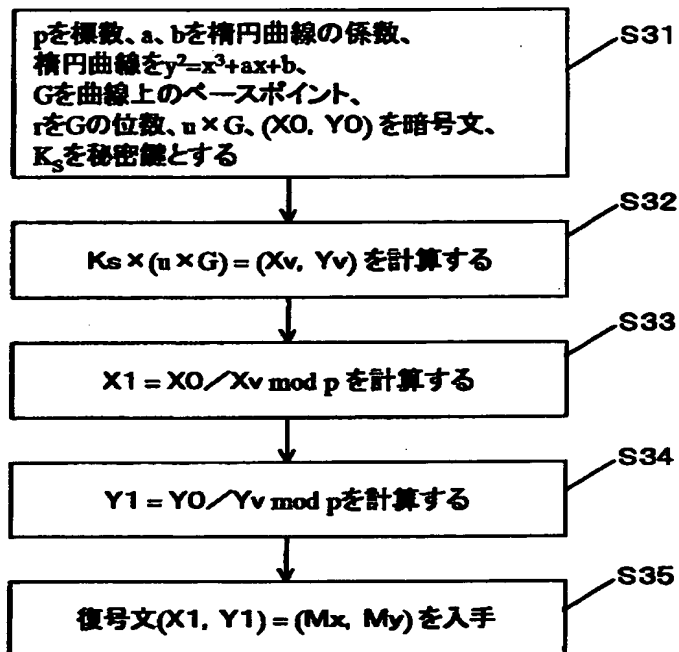 pを標数、a、bを楕円曲線の係数、
楕円曲線をy²=x³+ax+b、
Gを曲線上のベースポイント、
rをGの位数、u×G、(X0, Y0) を暗号文、
K_Sを秘密鍵とする
S31
Ks×(u×G)=(Xv, Yv) を計算する
S32
X1=X0／Xv mod p を計算する
S33
Y1=Y0／Yv mod pを計算する
S34
復号文(X1, Y1)=(Mx, My) を入手
S35